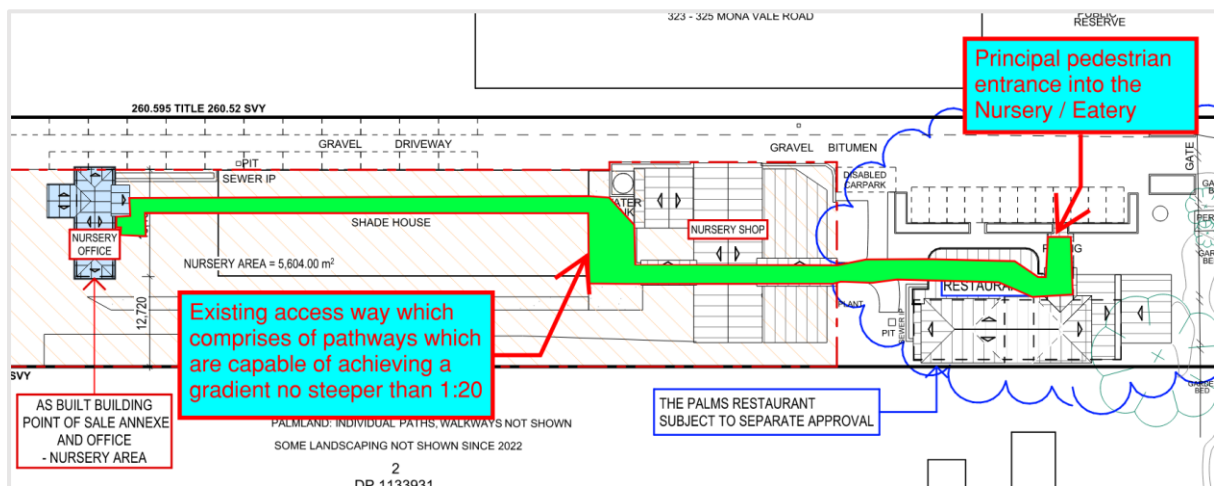 323 - 325 MONA VALE ROAD
PUBLIC
RESERVE
Principal pedestrian
entrance into the
Nursery / Eatery
260.595 TITLE 260.52 SVY
GRAVEL DRIVEWAY
GRAVEL BITUMEN
GATE
PIT
SEWER IP
DISABLED
CARPARK
SHADE HOUSE
NURSERY
OFFICE
NURSERY SHOP
NURSERY AREA = 5,604.00 m²
12,720
PLANT
PIT
SEWER IP
Existing access way which
comprises of pathways which
are capable of achieving a
gradient no steeper than 1:20
SVY
AS BUILT BUILDING
POINT OF SALE ANNEXE
AND OFFICE
- NURSERY AREA
THE PALMS RESTAURANT
SUBJECT TO SEPARATE APPROVAL
PALMLAND: INDIVIDUAL PATHS, WALKWAYS NOT SHOWN
SOME LANDSCAPING NOT SHOWN SINCE 2022
2
DP 1133931